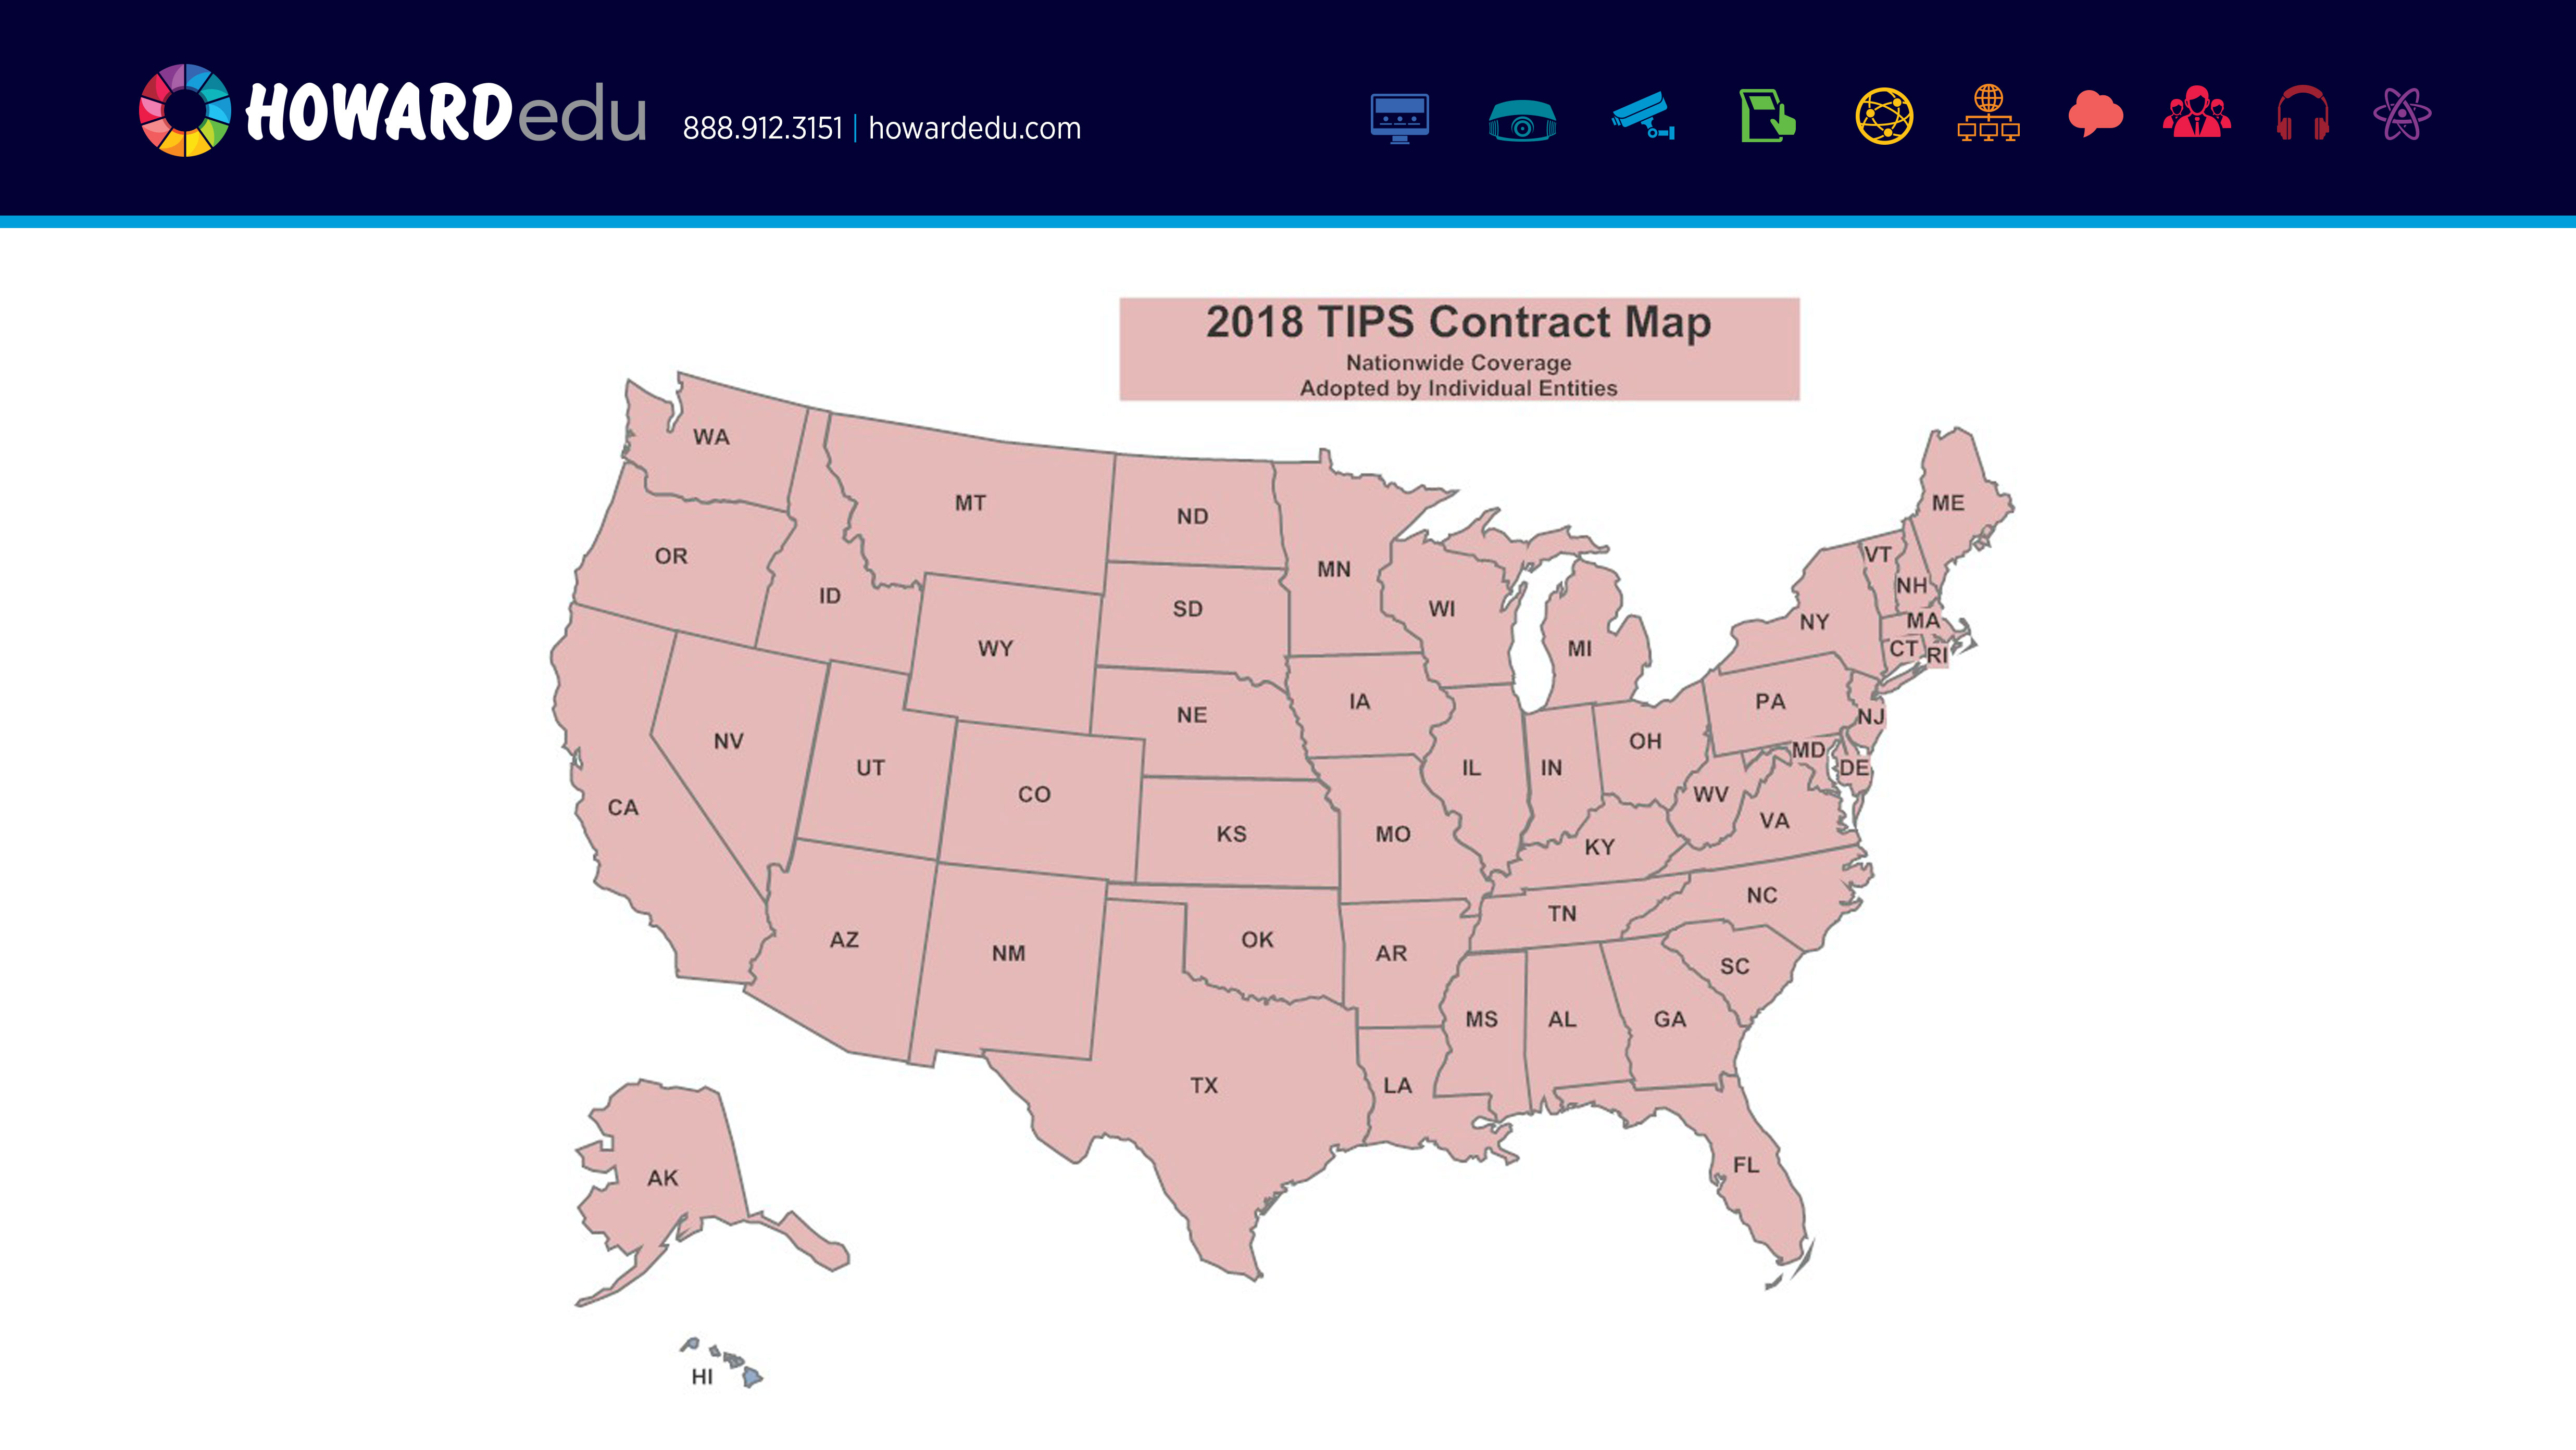 HOWARDedu 888.912.3151 | howardedu.com
2018 TIPS Contract Map
Nationwide Coverage
Adopted by Individual Entities
WA
MT
ND
ME
OR
ID
MN
VT
NH
SD
WI
NY
MA
WY
MI
CT
RI
NE
IA
PA
NJ
NV
UT
OH
MD
CO
IL
IN
DE
CA
WV
KS
MO
VA
KY
NC
TN
AZ
NM
OK
AR
SC
MS
AL
GA
TX
LA
FL
AK
HI